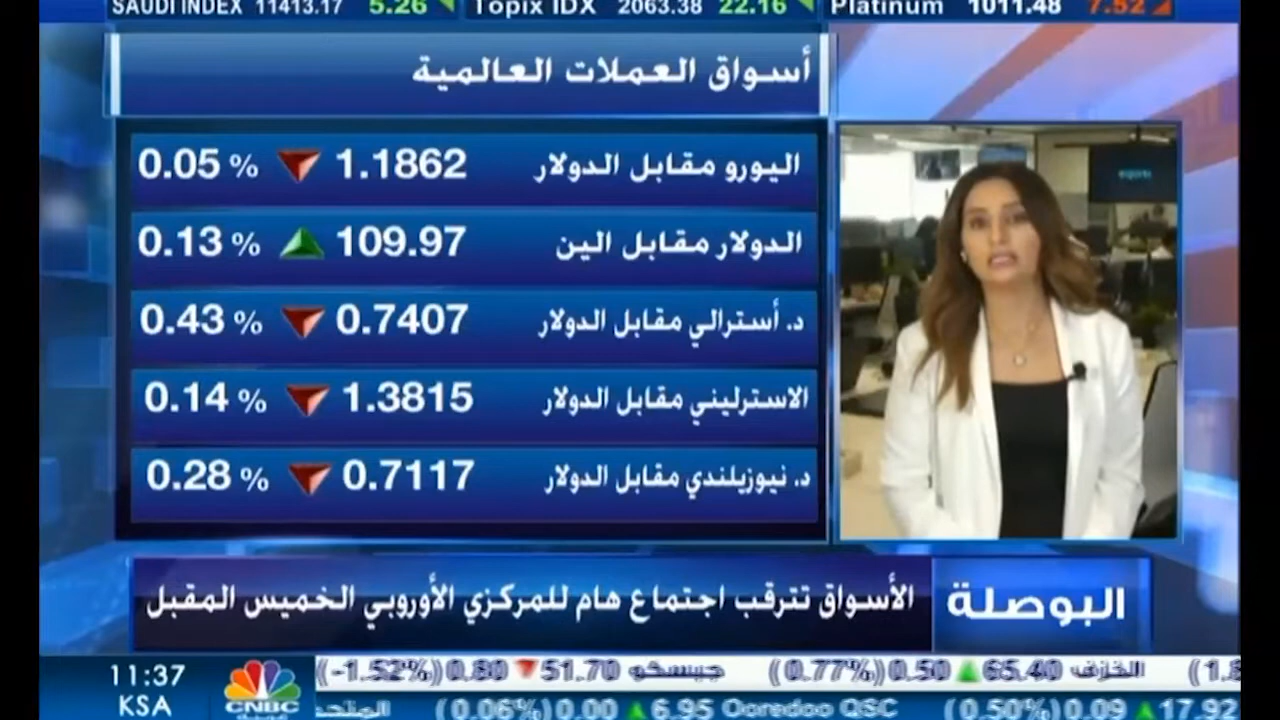 SAUDI INDEX 11413.17 5.26 Topix IDX 2063.38 22.16 Platinum 1011.48 7.52
أسواق العملات العالمية
اليورو مقابل الدولار 1.1862 0.05 %
الدولار مقابل الين 109.97 0.13 %
د. أسترالي مقابل الدولار 0.7407 0.43 %
الاسترليني مقابل الدولار 1.3815 0.14 %
د. نيوزيلندي مقابل الدولار 0.7117 0.28 %
البوصلة
الأسواق تترقب اجتماع هام للمركزي الأوروبي الخميس المقبل
11:37
KSA
CNBC
عربية
الخزف 65.40 0.50 (0.77%) جبسكو 51.70 0.80 (-1.52%)
17.92 0.09 (0.50%) Ooredoo QSC 6.95 0.00 (0.06%)